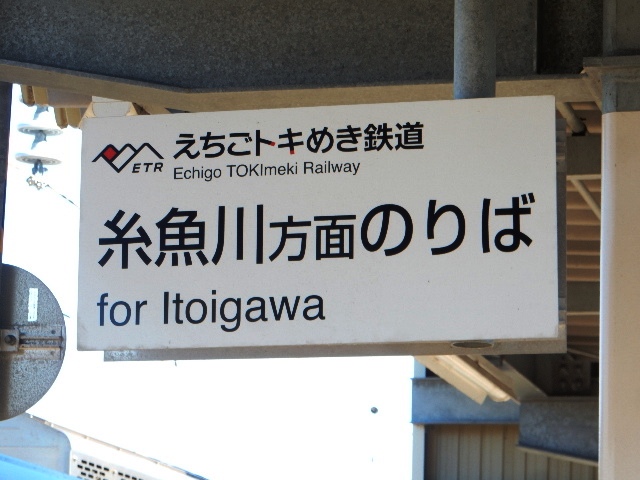 えちごトキめき鉄道
ETR
Echigo TOKImeki Railway
糸魚川方面のりば
for Itoigawa